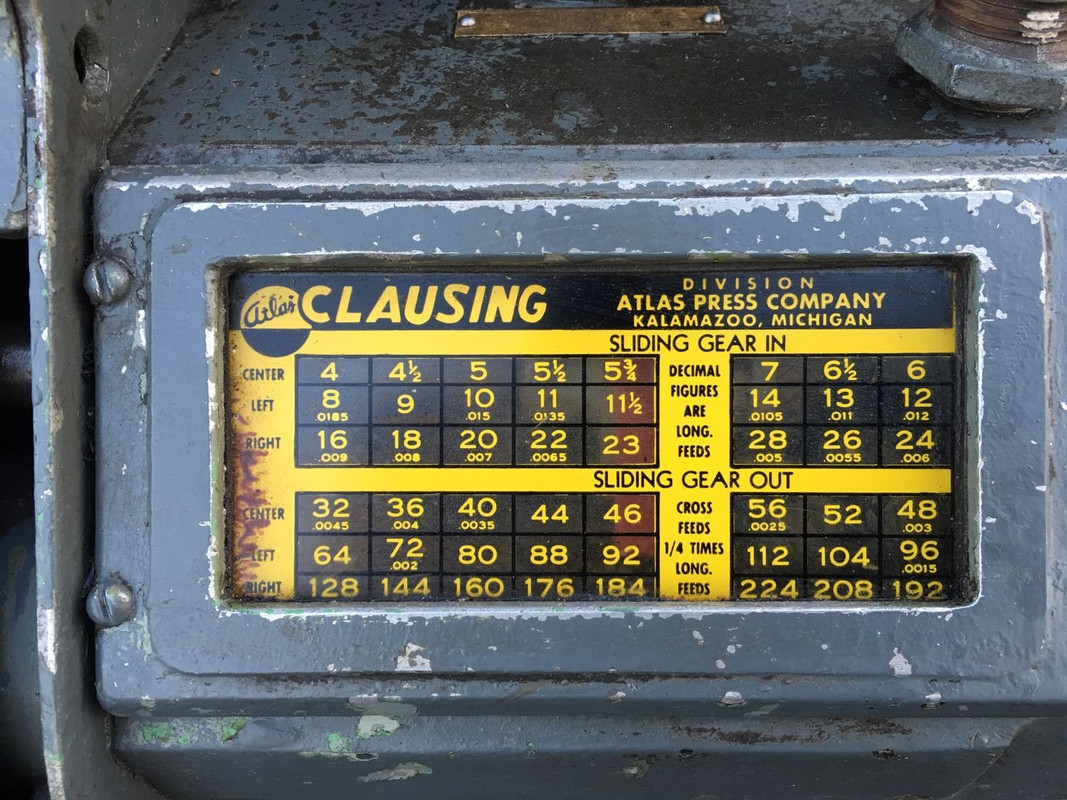 Atlas CLAUSING
DIVISION
ATLAS PRESS COMPANY
KALAMAZOO, MICHIGAN
SLIDING GEAR IN
CENTER 4 4½ 5 5½ 5¾ DECIMAL 7 6½ 6
FIGURES
LEFT 8 9 10 11 11½ ARE 14 13 12
.0185 .015 .0135 .0105 .011 .012
LONG.
RIGHT 16 18 20 22 23 FEEDS 28 26 24
.009 .008 .007 .0065 .005 .0055 .006
SLIDING GEAR OUT
CENTER 32 36 40 44 46 CROSS 56 52 48
.0045 .004 .0035 FEEDS .0025 .003
LEFT 64 72 80 88 92 1/4 TIMES 112 104 96
.002 LONG. .0015
RIGHT 128 144 160 176 184 FEEDS 224 208 192